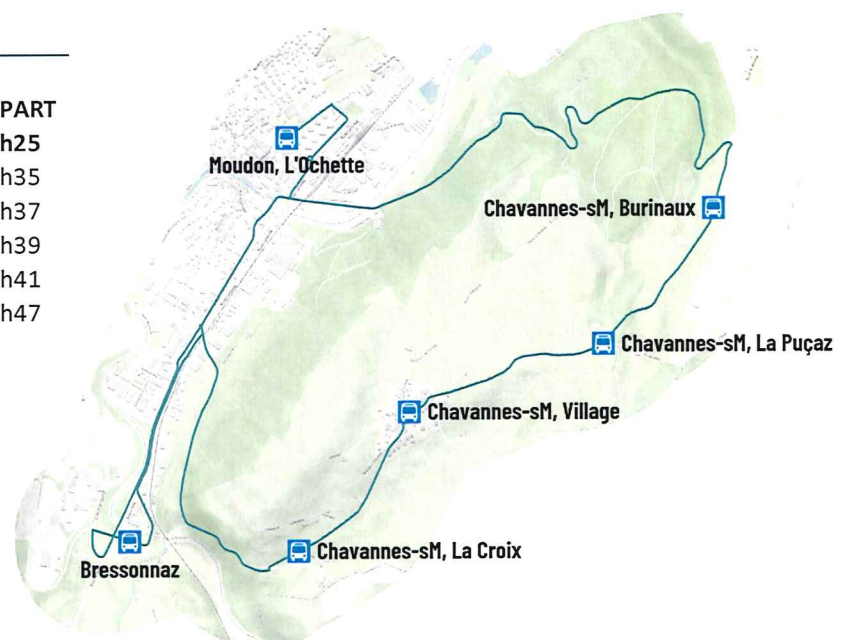 PART
h25
h35
h37
h39
h41
h47
Moudon, L'Ochette
Chavannes-sM, Burinaux
Chavannes-sM, La Puçaz
Chavannes-sM, Village
Chavannes-sM, La Croix
Bressonnaz